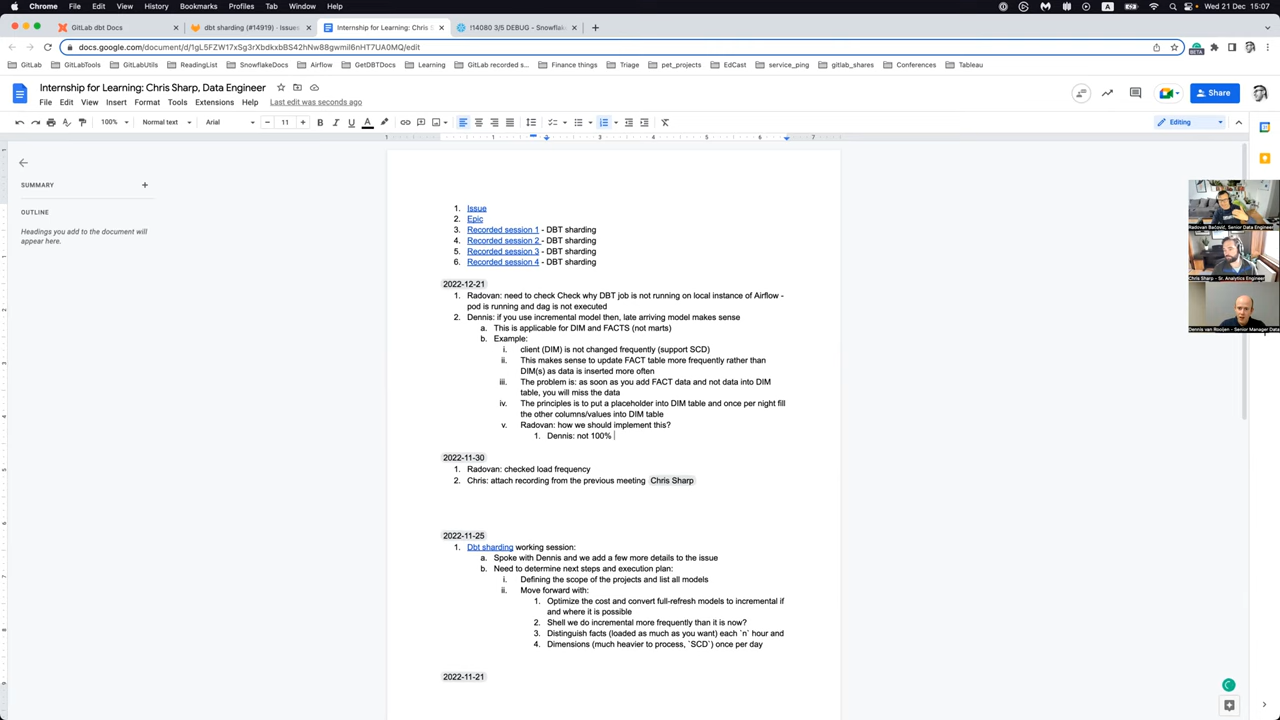 Chrome File Edit View History Bookmarks Profiles Tab Window Help Wed 21 Dec 15:07
GitLab dbt Docs dbt sharding (#14919) · Issue Internship for Learning: Chris S !14080 3/5 DEBUG - Snowflake
docs.google.com/document/d/1gL5FZW17xSg3rXbdkxbBS42hNw88gwmil6nHT7UA0MQ/edit
GitLab GitLabTools GitLabUtils ReadingList SnowflakeDocs Airflow GetDBTDocs Learning GitLab recorded s... Finance things Triage pet_projects EdCast service_ping gitlab_shares Conferences Tableau
Internship for Learning: Chris Sharp, Data Engineer
File Edit View Insert Format Tools Extensions Help Last edit was seconds ago
Share
100% Normal text Arial 11 Editing
SUMMARY
OUTLINE
Headings you add to the document will
appear here.
1. Issue
2. Epic
3. Recorded session 1 - DBT sharding
4. Recorded session 2 - DBT sharding
5. Recorded session 3 - DBT sharding
6. Recorded session 4 - DBT sharding
2022-12-21
1. Radovan: need to check Check why DBT job is not running on local instance of Airflow -
pod is running and dag is not executed
2. Dennis: if you use incremental model then, late arriving model makes sense
a. This is applicable for DIM and FACTS (not marts)
b. Example:
i. client (DIM) is not changed frequently (support SCD)
ii. This makes sense to update FACT table more frequently rather than
DIM(s) as data is inserted more often
iii. The problem is: as soon as you add FACT data and not data into DIM
table, you will miss the data
iv. The principles is to put a placeholder into DIM table and once per night fill
the other columns/values into DIM table
v. Radovan: how we should implement this?
1. Dennis: not 100%
2022-11-30
1. Radovan: checked load frequency
2. Chris: attach recording from the previous meeting Chris Sharp
2022-11-25
1. Dbt sharding working session:
a. Spoke with Dennis and we add a few more details to the issue
b. Need to determine next steps and execution plan:
i. Defining the scope of the projects and list all models
ii. Move forward with:
1. Optimize the cost and convert full-refresh models to incremental if
and where it is possible
2. Shell we do incremental more frequently than it is now?
3. Distinguish facts (loaded as much as you want) each `n` hour and
4. Dimensions (much heavier to process, `SCD`) once per day
2022-11-21
Radovan Baćović, Senior Data Engineer
Chris Sharp - Sr. Analytics Engineer
Dennis van Rooijen - Senior Manager Data